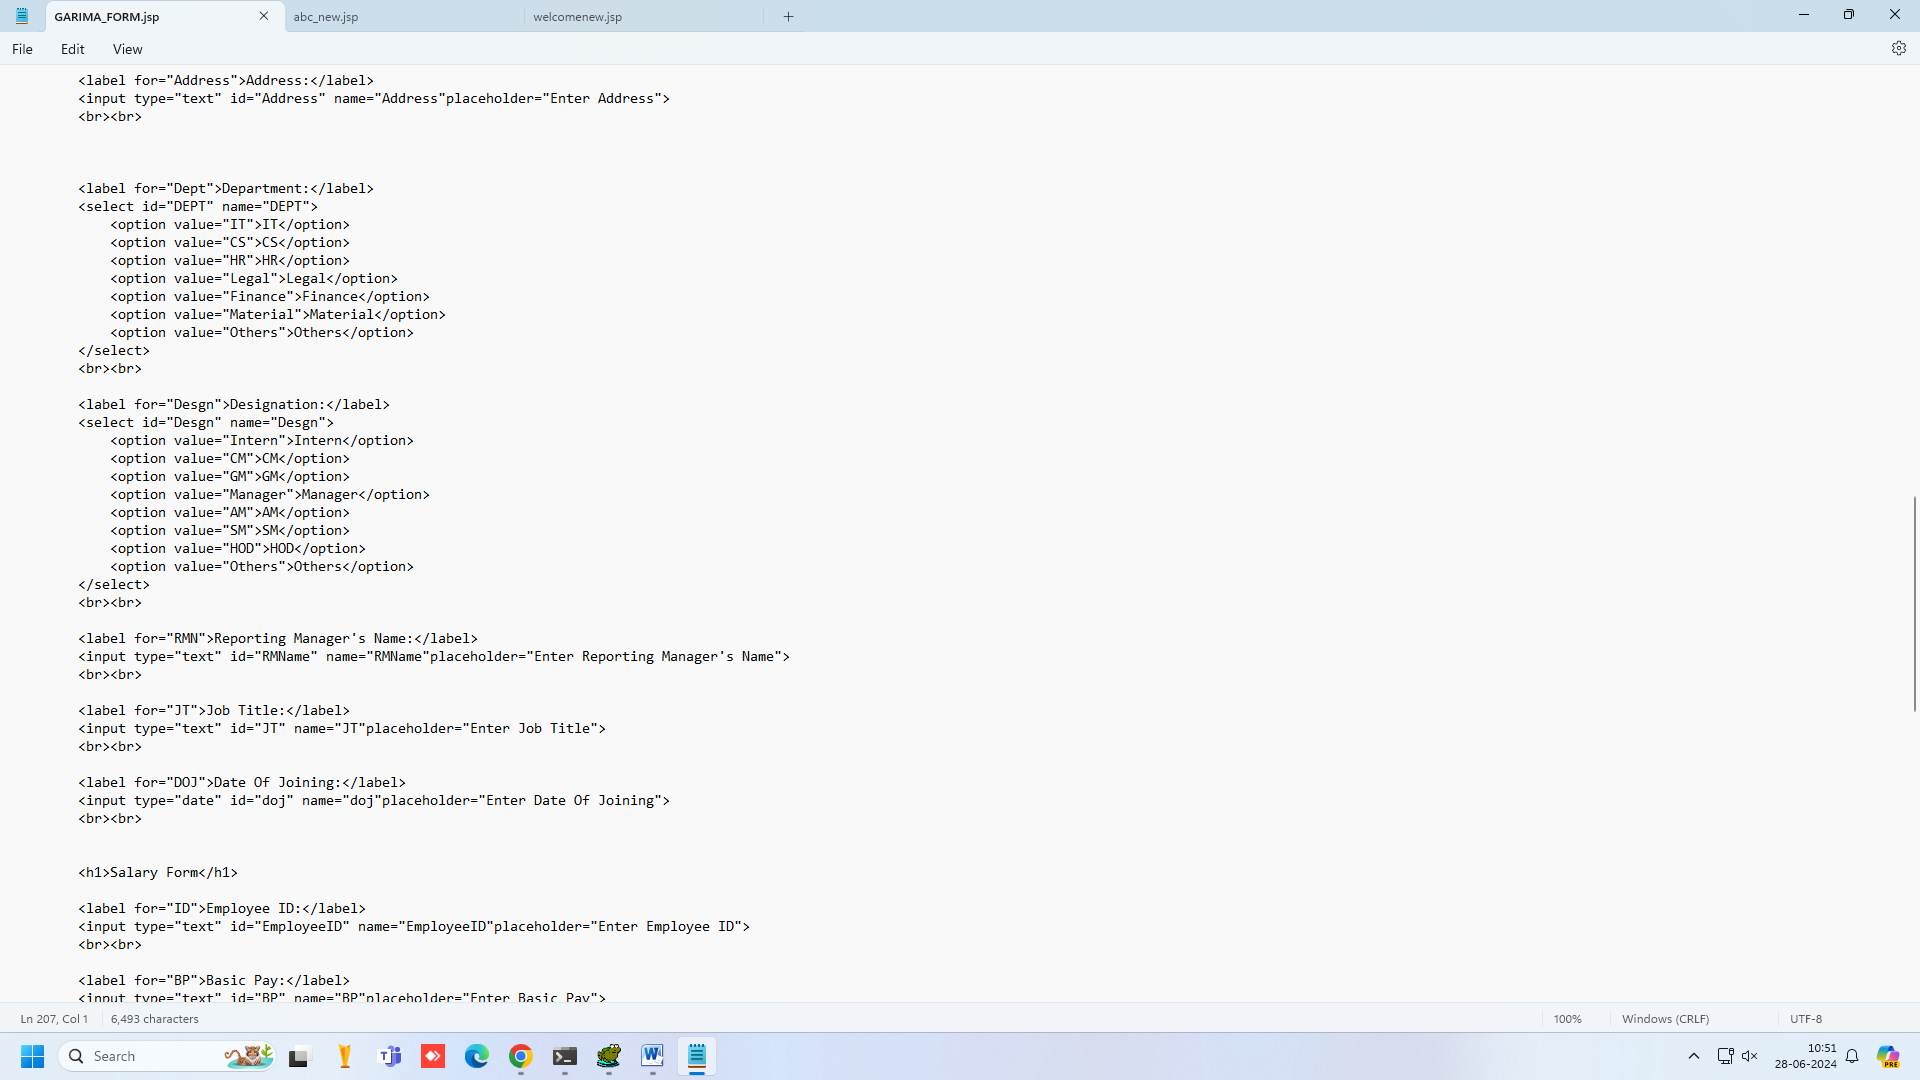 GARIMA_FORM.jsp
abc_new.jsp
welcomenew.jsp
File Edit View
<label for="Address">Address:</label>
<input type="text" id="Address" name="Address"placeholder="Enter Address">
<br><br>
<label for="Dept">Department:</label>
<select id="DEPT" name="DEPT">
<option value="IT">IT</option>
<option value="CS">CS</option>
<option value="HR">HR</option>
<option value="Legal">Legal</option>
<option value="Finance">Finance</option>
<option value="Material">Material</option>
<option value="Others">Others</option>
</select>
<br><br>
<label for="Desgn">Designation:</label>
<select id="Desgn" name="Desgn">
<option value="Intern">Intern</option>
<option value="CM">CM</option>
<option value="GM">GM</option>
<option value="Manager">Manager</option>
<option value="AM">AM</option>
<option value="SM">SM</option>
<option value="HOD">HOD</option>
<option value="Others">Others</option>
</select>
<br><br>
<label for="RMN">Reporting Manager's Name:</label>
<input type="text" id="RMName" name="RMName"placeholder="Enter Reporting Manager's Name">
<br><br>
<label for="JT">Job Title:</label>
<input type="text" id="JT" name="JT"placeholder="Enter Job Title">
<br><br>
<label for="DOJ">Date Of Joining:</label>
<input type="date" id="doj" name="doj"placeholder="Enter Date Of Joining">
<br><br>
<h1>Salary Form</h1>
<label for="ID">Employee ID:</label>
<input type="text" id="EmployeeID" name="EmployeeID"placeholder="Enter Employee ID">
<br><br>
<label for="BP">Basic Pay:</label>
<input type="text" id="BP" name="BP"placeholder="Enter Basic Pay">
Ln 207, Col 1
6,493 characters
100%
Windows (CRLF)
UTF-8
Search
10:51
28-06-2024
PRE